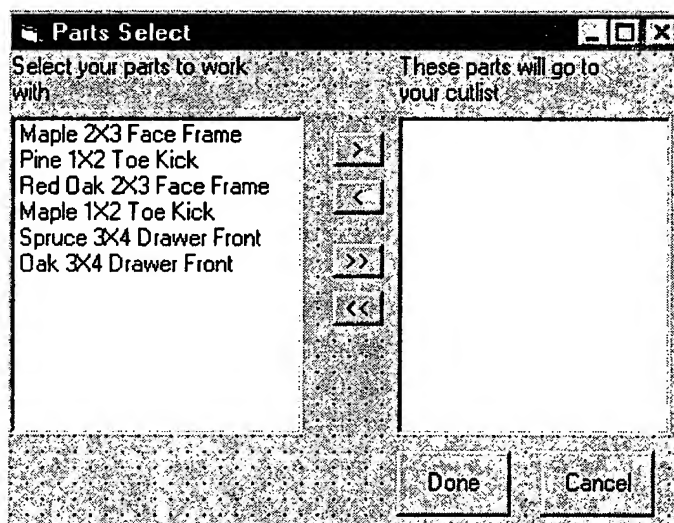 Parts Select
Select your parts to work
with
These parts will go to
your cutlist
Maple 2X3 Face Frame
Pine 1X2 Toe Kick
Red Oak 2X3 Face Frame
Maple 1X2 Toe Kick
Spruce 3X4 Drawer Front
Oak 3X4 Drawer Front
>
<
>>
<<
Done
Cancel